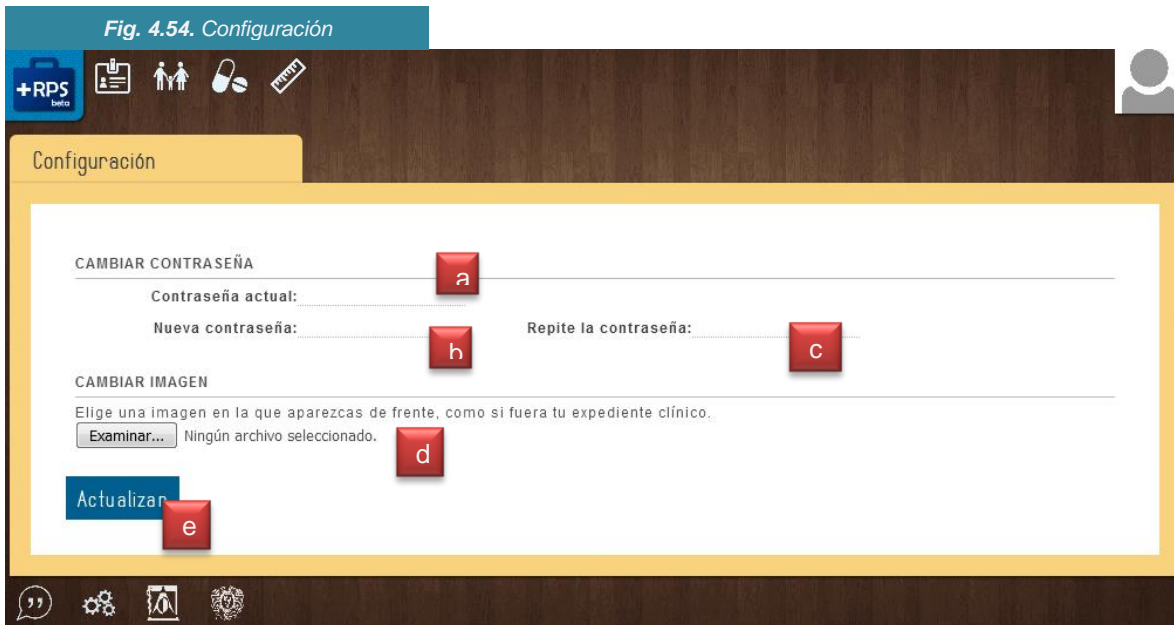 Fig. 4.54. Configuración
+RPS
beta
Configuración
CAMBIAR CONTRASEÑA
a
Contraseña actual:
Nueva contraseña:
b
Repite la contraseña:
c
CAMBIAR IMAGEN
Elige una imagen en la que aparezcas de frente, como si fuera tu expediente clínico.
Examinar... Ningún archivo seleccionado.
d
Actualizar
e